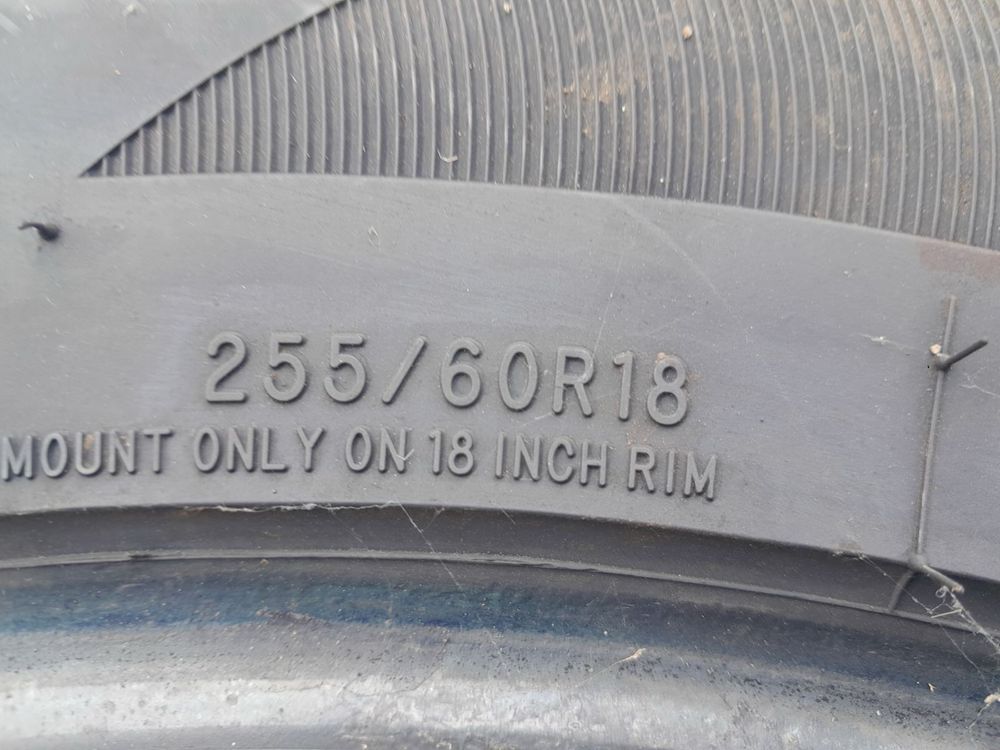 255/60R18
MOUNT ONLY ON 18 INCH RIM